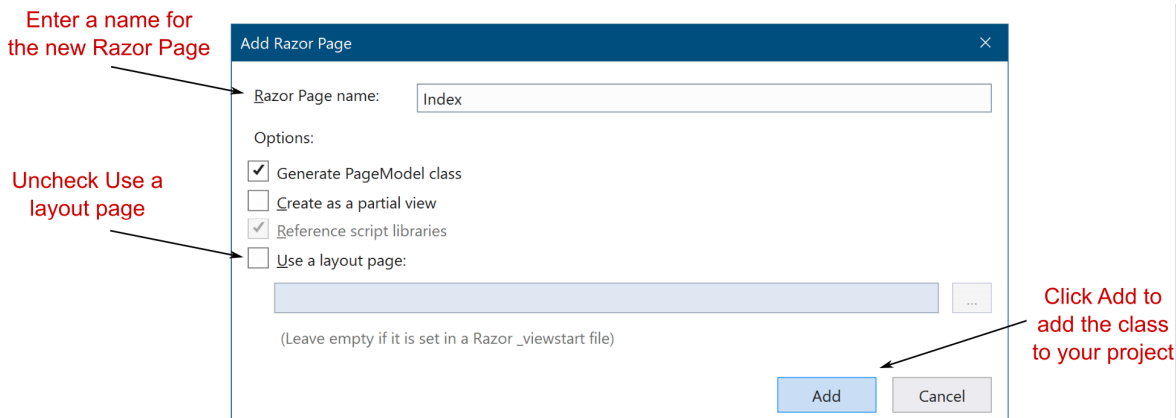 Enter a name for
the new Razor Page
Add Razor Page
Razor Page name:
Index
Options:
Generate PageModel class
Create as a partial view
Reference script libraries
Uncheck Use a
layout page
Use a layout page:
...
(Leave empty if it is set in a Razor _viewstart file)
Click Add to
add the class
to your project
Add
Cancel